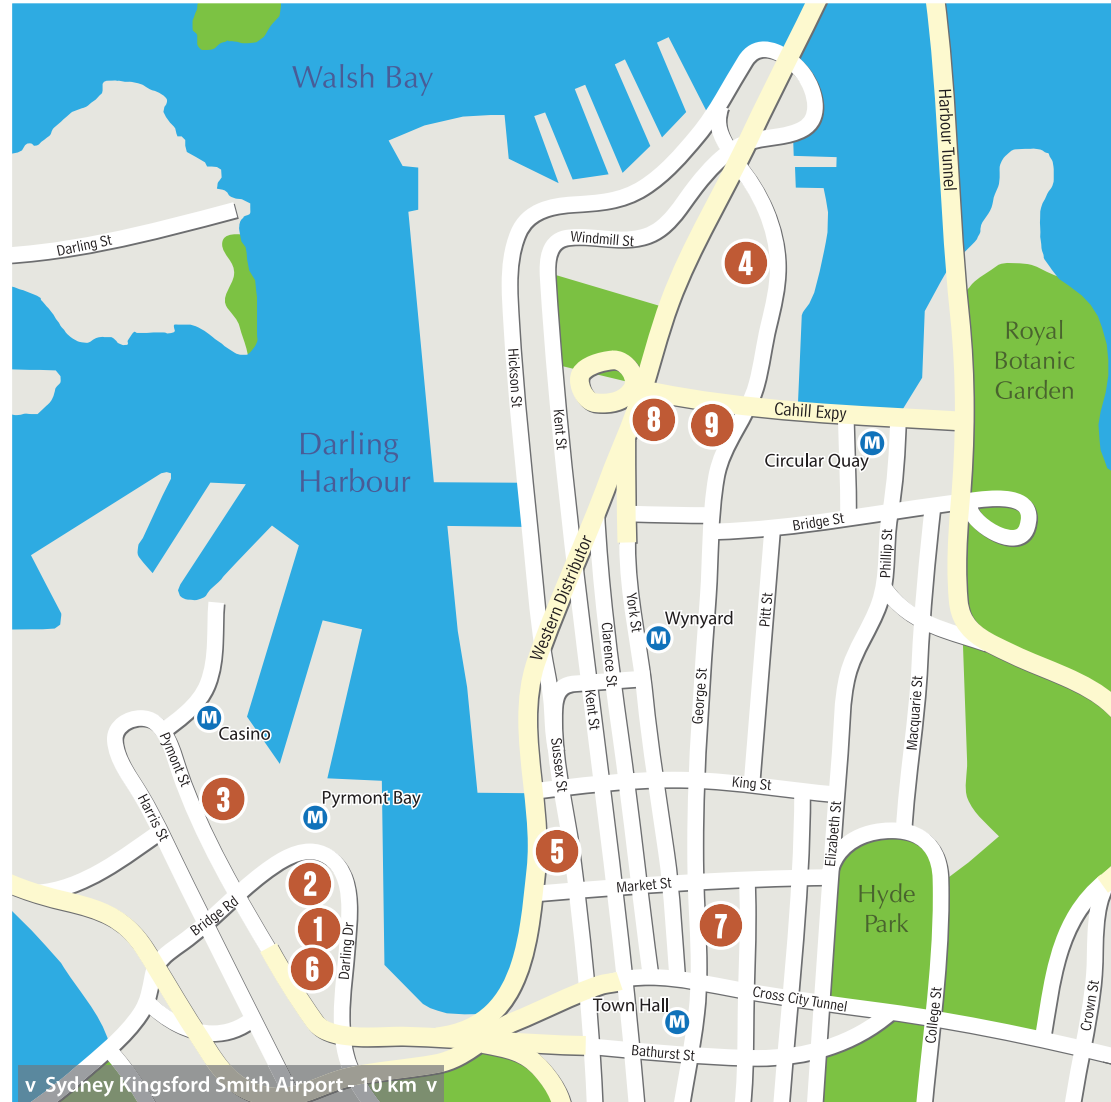 Walsh Bay
Harbour Tunnel
Darling St
Windmill St
4
Royal
Botanic
Garden
Hickson St
Kent St
8
9
Cahill Expy
M
Circular Quay
Darling
Harbour
Bridge St
Phillip St
Western Distributor
York St
Wynyard
M
Pitt St
Clarence St
Kent St
George St
Macquarie St
M
Casino
Pymont St
Sussex St
King St
3
Pyrmont Bay
M
Harris St
Elizabeth St
5
2
Market St
Hyde
Park
Bridge Rd
1
7
Darling Dr
6
Cross City Tunnel
Town Hall
M
College St
Crown St
Bathurst St
v Sydney Kingsford Smith Airport - 10 km v